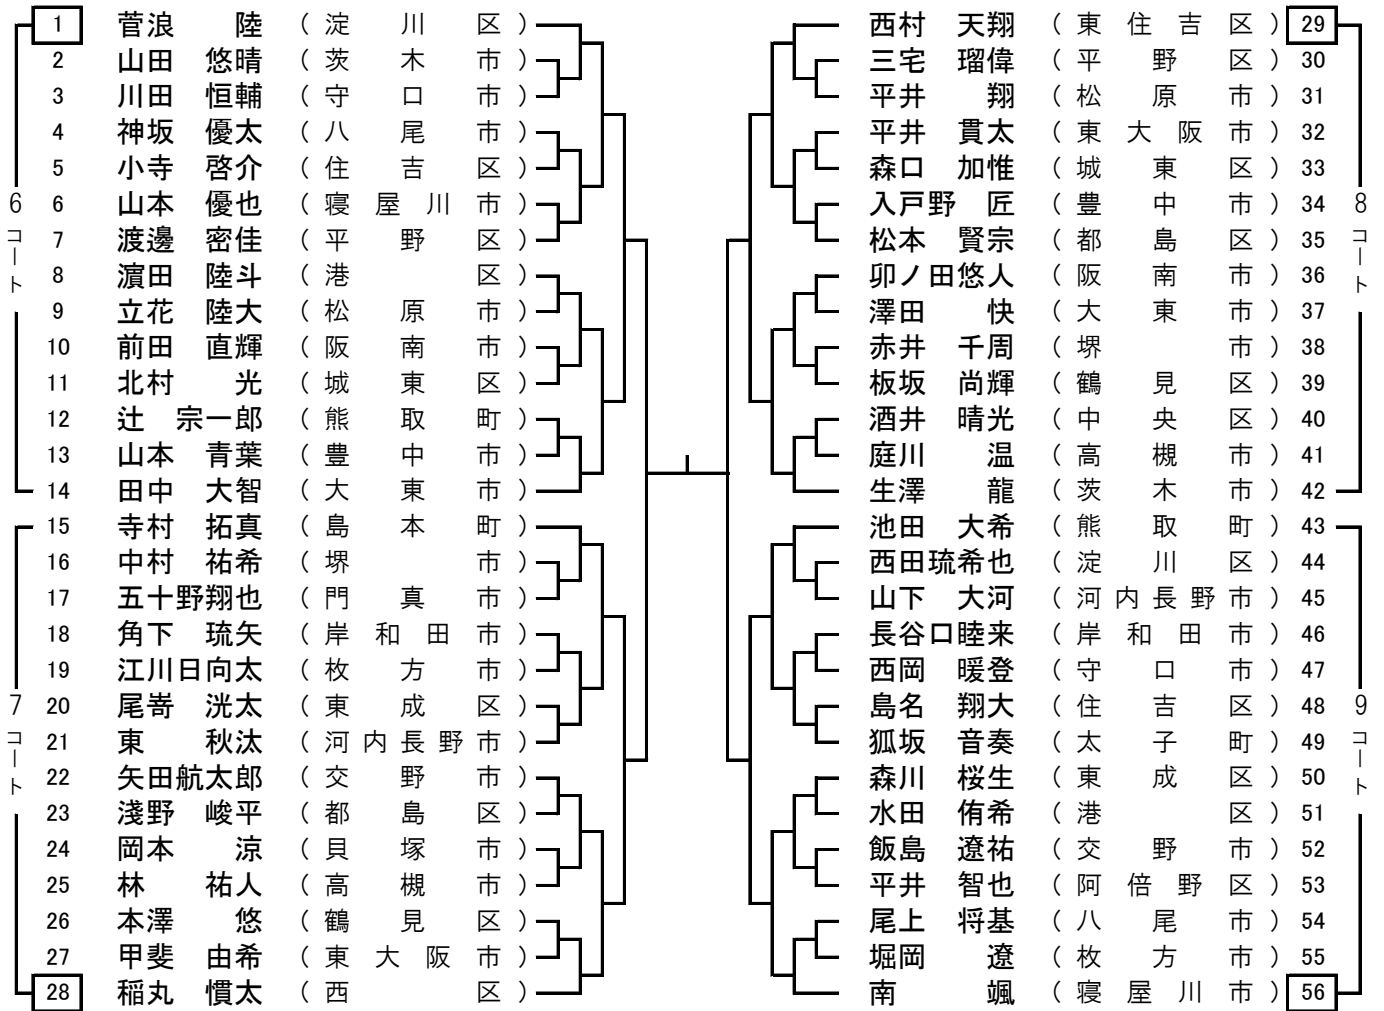 1 菅浪 陸 （淀川区）
2 山田 悠晴 （茨木市）
3 川田 恒輔 （守口市）
4 神坂 優太 （八尾市）
5 小寺 啓介 （住吉区）
6 山本 優也 （寝屋川市）
7 渡邊 密佳 （平野区）
8 濵田 陸斗 （港区）
9 立花 陸大 （松原市）
10 前田 直輝 （阪南市）
11 北村 光 （城東区）
12 辻 宗一郎 （熊取町）
13 山本 青葉 （豊中市）
14 田中 大智 （大東市）
6コート
15 寺村 拓真 （島本町）
16 中村 祐希 （堺市）
17 五十野翔也 （門真市）
18 角下 琉矢 （岸和田市）
19 江川日向太 （枚方市）
20 尾嵜 洸太 （東成区）
21 東 秋汰 （河内長野市）
22 矢田航太郎 （交野市）
23 淺野 峻平 （都島区）
24 岡本 涼 （貝塚市）
25 林 祐人 （高槻市）
26 本澤 悠 （鶴見区）
27 甲斐 由希 （東大阪市）
28 稲丸 慣太 （西区）
7コート
西村 天翔 （東住吉区） 29
三宅 瑠偉 （平野区） 30
平井 翔 （松原市） 31
平井 貫太 （東大阪市） 32
森口 加惟 （城東区） 33
入戸野 匠 （豊中市） 34
松本 賢宗 （都島区） 35
卯ノ田悠人 （阪南市） 36
澤田 快 （大東市） 37
赤井 千周 （堺市） 38
板坂 尚輝 （鶴見区） 39
酒井 晴光 （中央区） 40
庭川 温 （高槻市） 41
生澤 龍 （茨木市） 42
8コート
池田 大希 （熊取町） 43
西田琉希也 （淀川区） 44
山下 大河 （河内長野市） 45
長谷口睦来 （岸和田市） 46
西岡 暖登 （守口市） 47
島名 翔大 （住吉区） 48
狐坂 音奏 （太子町） 49
森川 桜生 （東成区） 50
水田 侑希 （港区） 51
飯島 遼祐 （交野市） 52
平井 智也 （阿倍野区） 53
尾上 将基 （八尾市） 54
堀岡 遼 （枚方市） 55
南 颯 （寝屋川市） 56
9コート